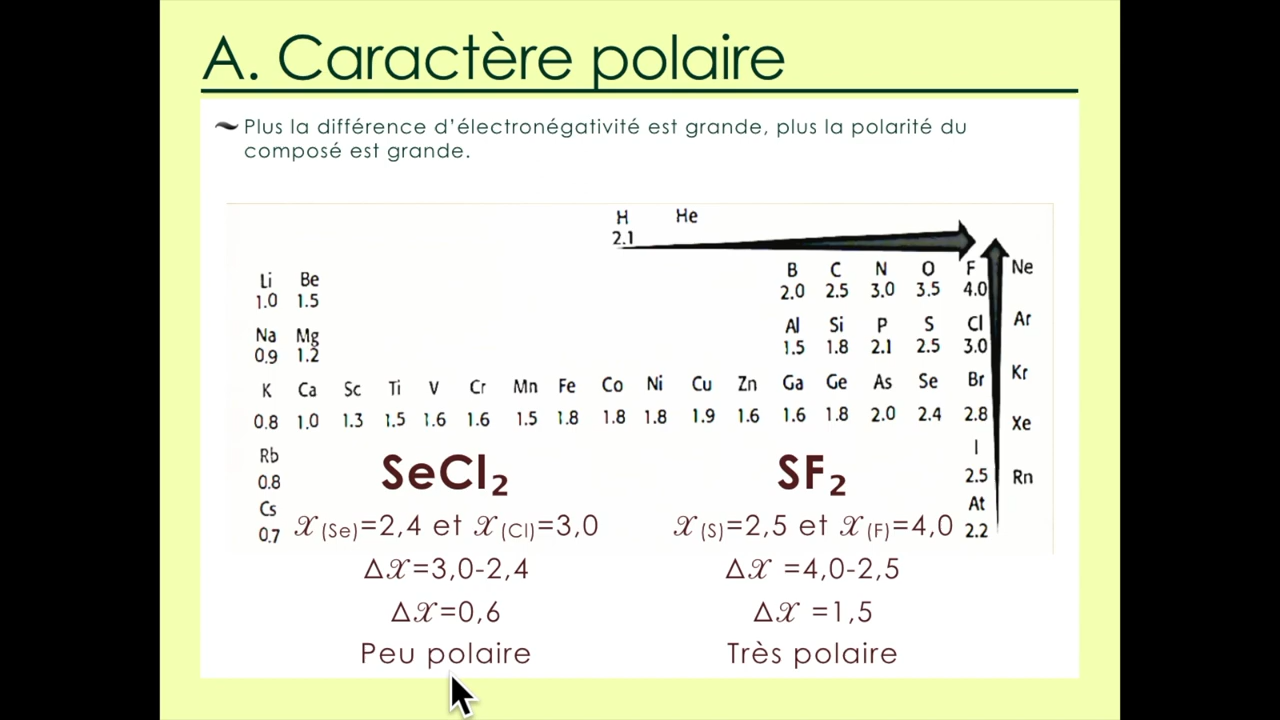 A. Caractère polaire
Plus la différence d’électronégativité est grande, plus la polarité du
composé est grande.
H He
2.1
Li Be B C N O F Ne
1.0 1.5 2.0 2.5 3.0 3.5 4.0
Na Mg Al Si P S Cl Ar
0.9 1.2 1.5 1.8 2.1 2.5 3.0
K Ca Sc Ti V Cr Mn Fe Co Ni Cu Zn Ga Ge As Se Br Kr
0.8 1.0 1.3 1.5 1.6 1.6 1.5 1.8 1.8 1.8 1.9 1.6 1.6 1.8 2.0 2.4 2.8
Rb I Xe
0.8 2.5 Rn
Cs At
0.7 2.2
SeCl₂
𝒳(Se)=2,4 et 𝒳(Cl)=3,0
Δ𝒳=3,0-2,4
Δ𝒳=0,6
Peu polaire
SF₂
𝒳(S)=2,5 et 𝒳(F)=4,0
Δ𝒳 =4,0-2,5
Δ𝒳 =1,5
Très polaire